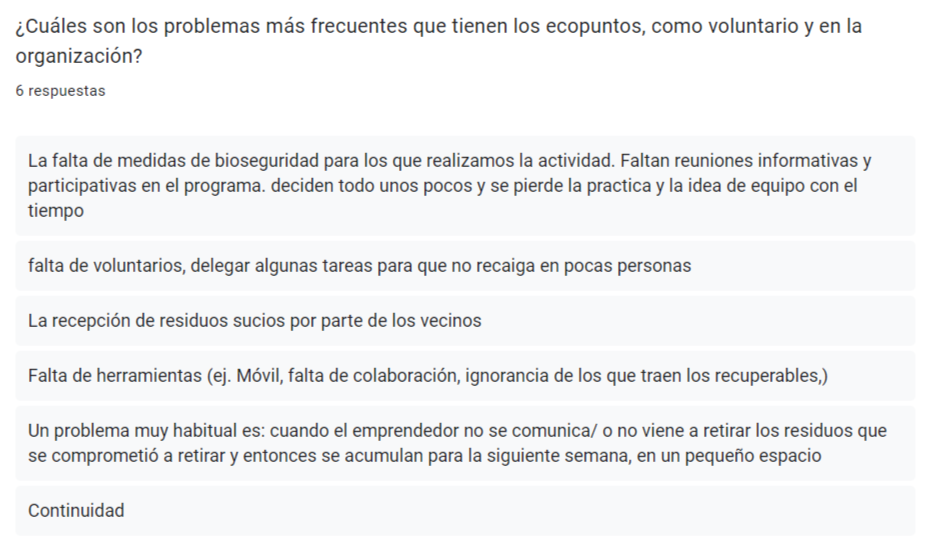 ¿Cuáles son los problemas más frecuentes que tienen los ecopuntos, como voluntario y en la
organización?
6 respuestas
La falta de medidas de bioseguridad para los que realizamos la actividad. Faltan reuniones informativas y
participativas en el programa. deciden todo unos pocos y se pierde la practica y la idea de equipo con el
tiempo
falta de voluntarios, delegar algunas tareas para que no recaiga en pocas personas
La recepción de residuos sucios por parte de los vecinos
Falta de herramientas (ej. Móvil, falta de colaboración, ignorancia de los que traen los recuperables,)
Un problema muy habitual es: cuando el emprendedor no se comunica/ o no viene a retirar los residuos que
se comprometió a retirar y entonces se acumulan para la siguiente semana, en un pequeño espacio
Continuidad